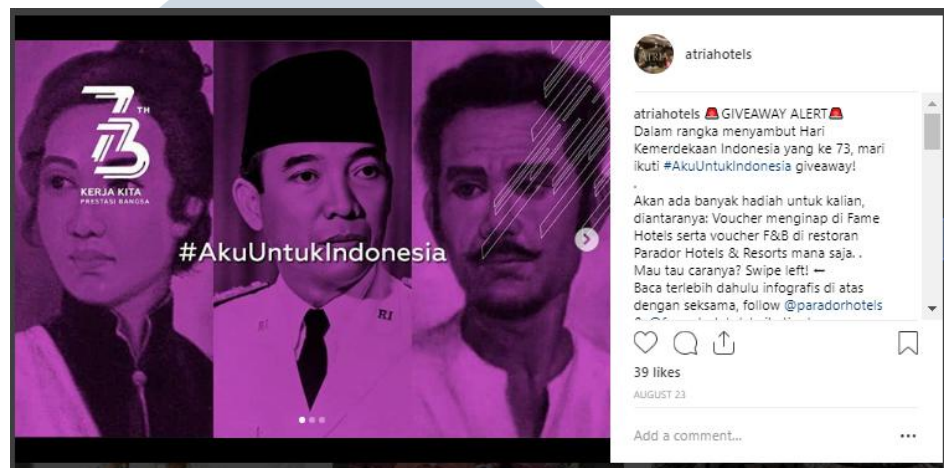 73
TH
KERJA KITA
PRESTASI BANGSA
#AkuUntukIndonesia
RI
RI
ATRIA
atriahotels
atriahotels 🚨GIVEAWAY ALERT🚨
Dalam rangka menyambut Hari
Kemerdekaan Indonesia yang ke 73, mari
ikuti #AkuUntukIndonesia giveaway!
.
Akan ada banyak hadiah untuk kalian,
diantaranya: Voucher menginap di Fame
Hotels serta voucher F&B di restoran
Parador Hotels & Resorts mana saja. .
Mau tau caranya? Swipe left! ⬅
Baca terlebih dahulu infografis di atas
dengan seksama, follow @paradorhotels
39 likes
AUGUST 23
Add a comment...